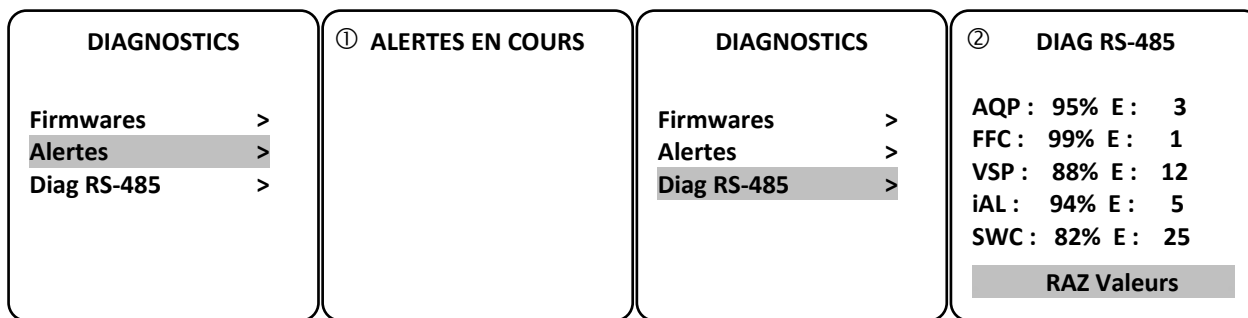 DIAGNOSTICS
Firmwares >
Alertes >
Diag RS-485 >
① ALERTES EN COURS
DIAGNOSTICS
Firmwares >
Alertes >
Diag RS-485 >
② DIAG RS-485
AQP : 95% E : 3
FFC : 99% E : 1
VSP : 88% E : 12
iAL : 94% E : 5
SWC : 82% E : 25
RAZ Valeurs